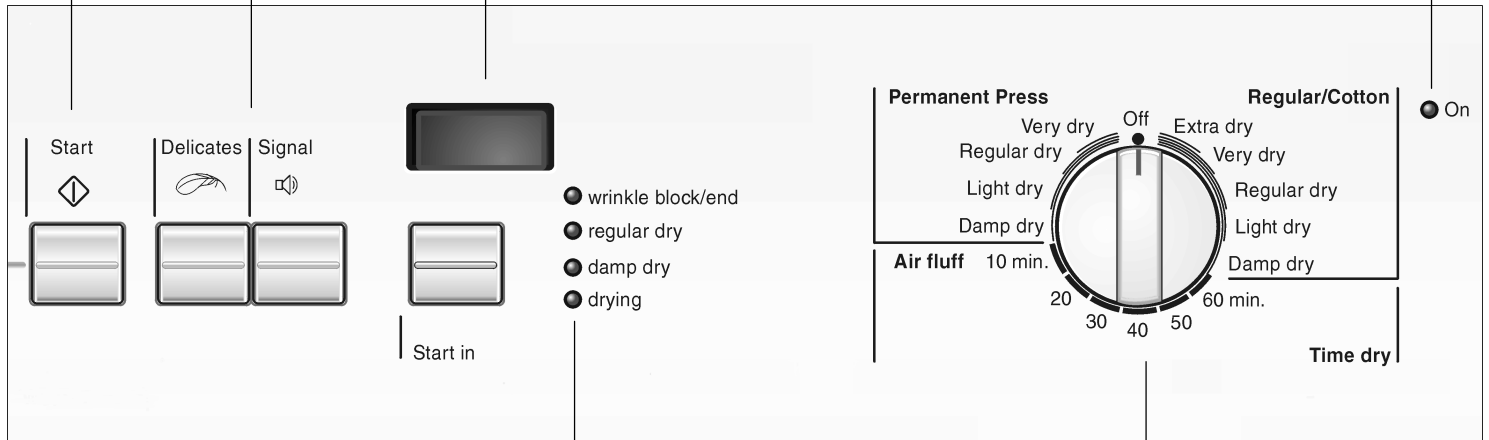 Start
Delicates
Signal
Start in
wrinkle block/end
regular dry
damp dry
drying
Permanent Press
Very dry
Regular dry
Light dry
Damp dry
Off
Regular/Cotton
Extra dry
Very dry
Regular dry
Light dry
Damp dry
Air fluff 10 min.
20
30
40
50
60 min.
Time dry
On